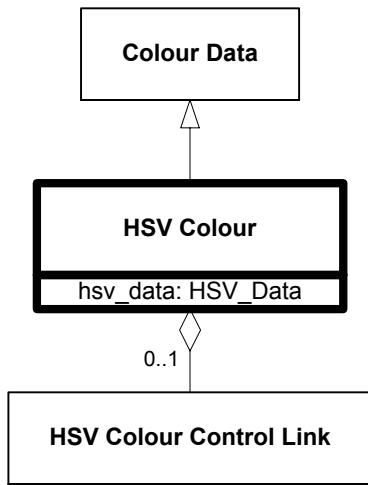 Colour Data
HSV Colour
hsv_data: HSV_Data
0..1
HSV Colour Control Link